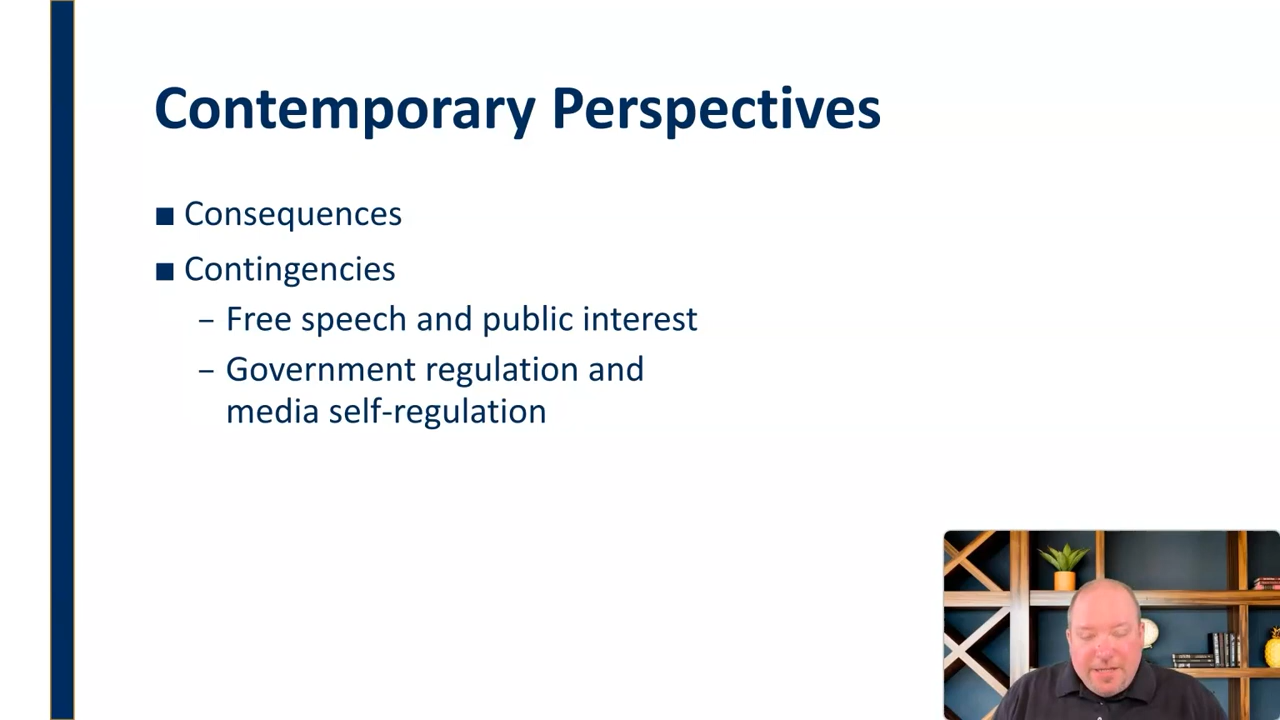 Contemporary Perspectives
■ Consequences
■ Contingencies
– Free speech and public interest
– Government regulation and
media self-regulation